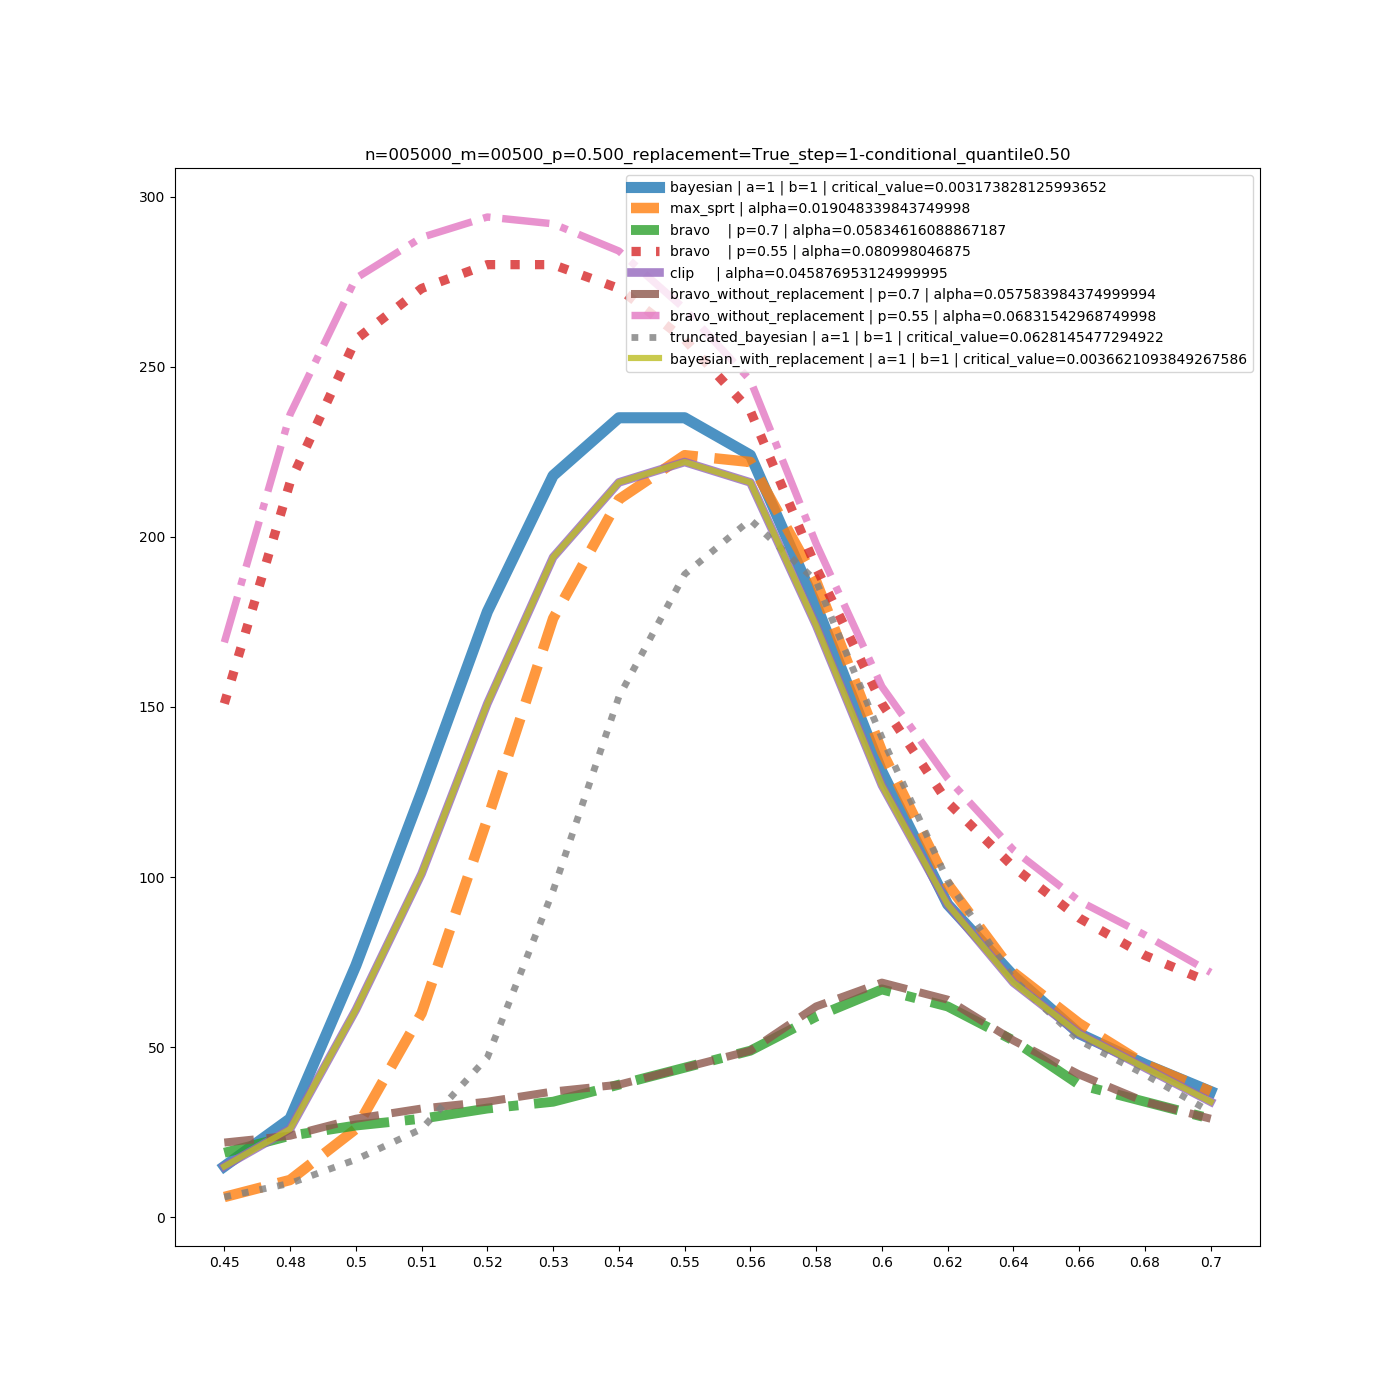 n=005000_m=00500_p=0.500_replacement=True_step=1-conditional_quantile0.50
bayesian | a=1 | b=1 | critical_value=0.003173828125993652
max_sprt | alpha=0.019048339843749998
bravo | p=0.7 | alpha=0.05834616088867187
bravo | p=0.55 | alpha=0.080998046875
clip | alpha=0.045876953124999995
bravo_without_replacement | p=0.7 | alpha=0.057583984374999994
bravo_without_replacement | p=0.55 | alpha=0.06831542968749998
truncated_bayesian | a=1 | b=1 | critical_value=0.0628145477294922
bayesian_with_replacement | a=1 | b=1 | critical_value=0.0036621093849267586
300
250
200
150
100
50
0
0.45 0.48 0.5 0.51 0.52 0.53 0.54 0.55 0.56 0.58 0.6 0.62 0.64 0.66 0.68 0.7